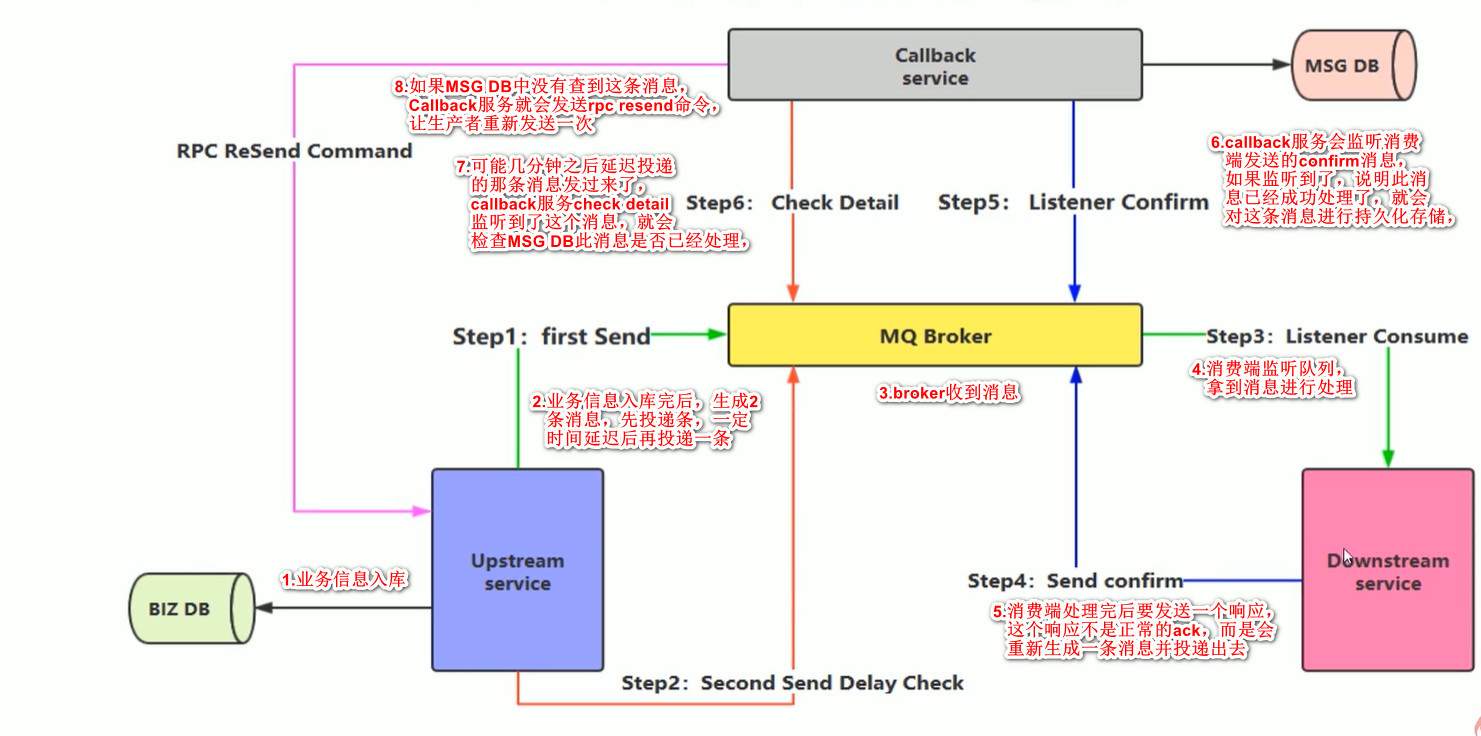 Callback
service
MSG DB
8.如果MSG DB中没有查到这条消息，
Callback服务就会发送rpc resend命令，
让生产者重新发送一次
RPC ReSend Command
7.可能几分钟之后延迟投递
的那条消息发过来了，
callback服务check detail
监听到了这个消息，就会
检查MSG DB此消息是否已经处理，
Step6： Check Detail
Step5： Listener Confirm
6.callback服务会监听消费
端发送的confirm消息，
如果监听到了，说明此消
息已经成功处理了，就会
对这条消息进行持久化存储，
Step1：first Send
MQ Broker
Step3：Listener Consume
2.业务信息入库完后，生成2
条消息，先投递条，一定
时间延迟后再投递一条
3.broker收到消息
4.消费端监听队列，
拿到消息进行处理
Upstream
service
1.业务信息入库
BIZ DB
Downstream
service
Step4：Send confirm
5.消费端处理完后要发送一个响应，
这个响应不是正常的ack，而是会
重新生成一条消息并投递出去
Step2：Second Send Delay Check